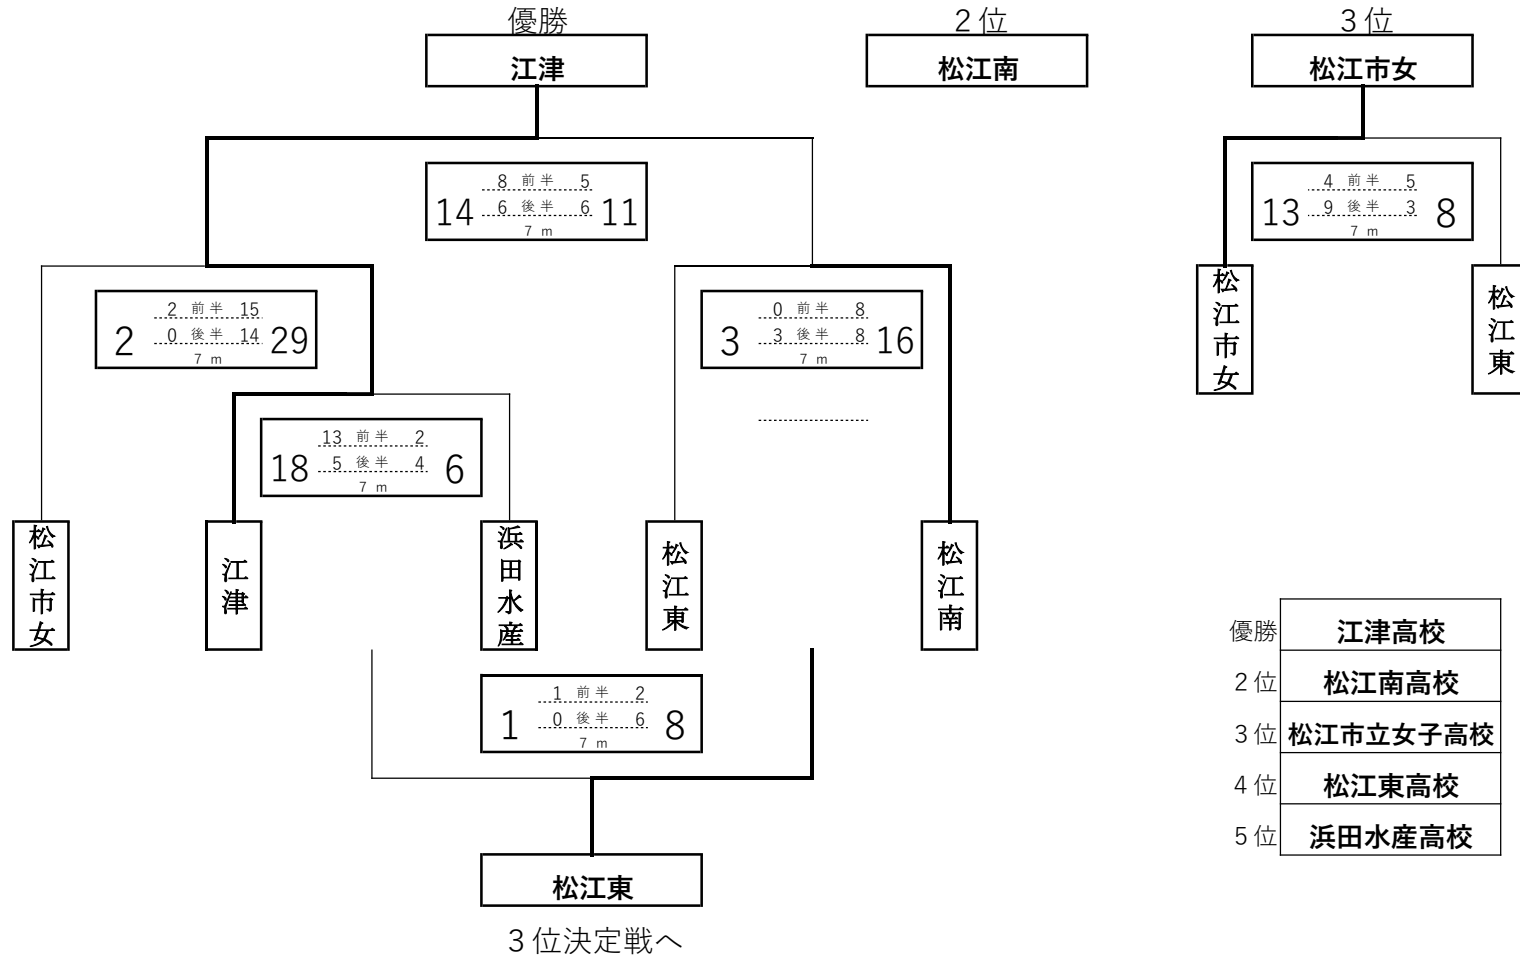 優勝
２位
３位
江津
松江南
松江市女
8 前半 5
14 6 後半 6 11
7 m
4 前半 5
13 9 後半 3 8
7 m
松江市女
松江東
2 前半 15
2 0 後半 14 29
7 m
0 前半 8
3 3 後半 8 16
7 m
13 前半 2
18 5 後半 4 6
7 m
松江市女
江津
浜田水産
松江東
松江南
1 前半 2
1 0 後半 6 8
7 m
松江東
３位決定戦へ
優勝 江津高校
２位 松江南高校
３位 松江市立女子高校
４位 松江東高校
５位 浜田水産高校